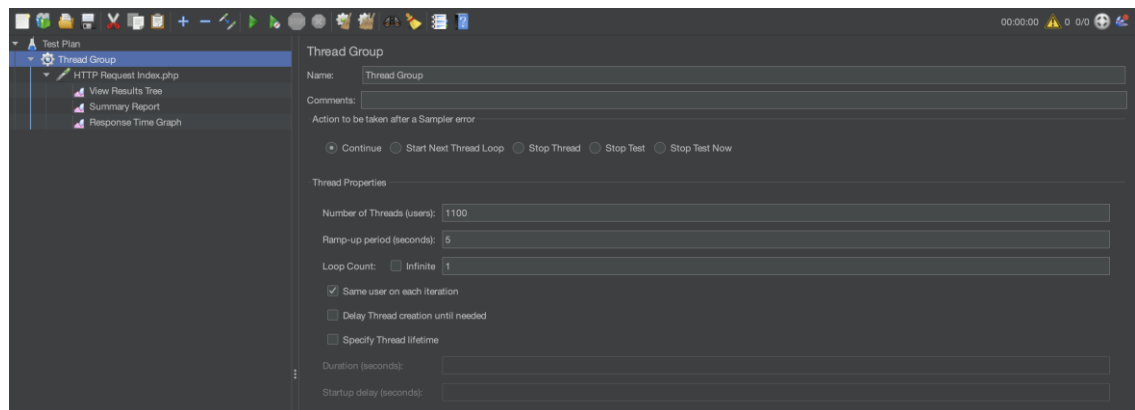 00:00:00 0 0/0
Test Plan
Thread Group
HTTP Request Index.php
View Results Tree
Summary Report
Response Time Graph
Thread Group
Name: Thread Group
Comments:
Action to be taken after a Sampler error
Continue Start Next Thread Loop Stop Thread Stop Test Stop Test Now
Thread Properties
Number of Threads (users): 1100
Ramp-up period (seconds): 5
Loop Count: Infinite 1
Same user on each iteration
Delay Thread creation until needed
Specify Thread lifetime
Duration (seconds):
Startup delay (seconds):